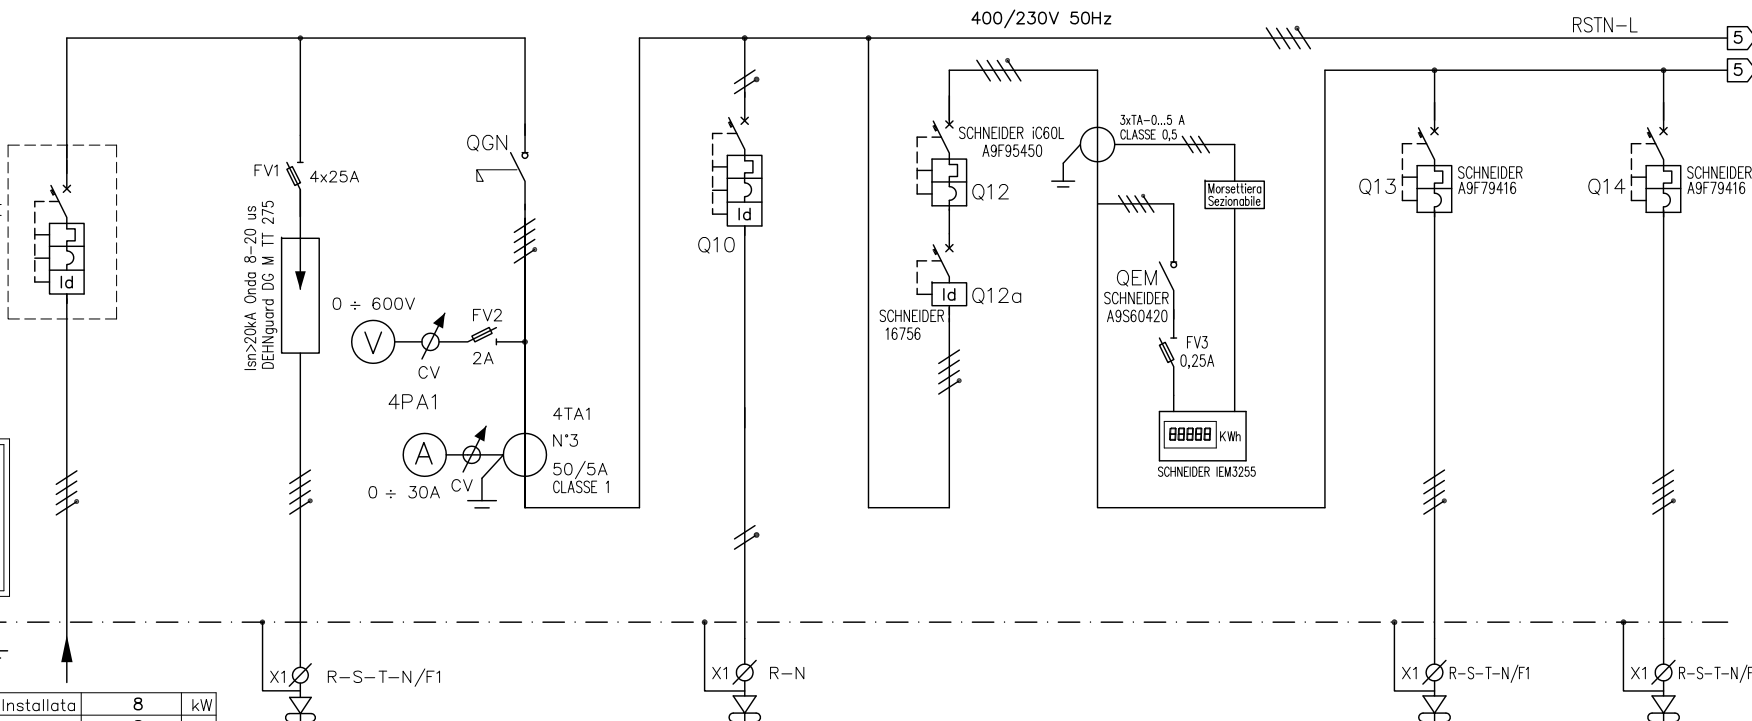 400/230V 50Hz
RSTN-L
5
5
FV1
4x25A
Isn>20kA Onda 8-20 us
DEHNguard DG M TT 275
Id
QGN
0 ÷ 600V
V
CV
FV2
2A
4PA1
A
0 ÷ 30A
CV
4TA1
N°3
50/5A
CLASSE 1
Id
Q10
SCHNEIDER iC60L
A9F95450
Q12
Id
Q12a
SCHNEIDER
16756
3xTA-0...5 A
CLASSE 0,5
Morsettiera
Sezionabile
QEM
SCHNEIDER
A9S60420
FV3
0,25A
88888 KWh
SCHNEIDER IEM3255
Q13
SCHNEIDER
A9F79416
Q14
SCHNEIDER
A9F79416
X1
R-S-T-N/F1
X1
R-N
X1
R-S-T-N/F1
X1
R-S-T-N/F
Installata 8 kW